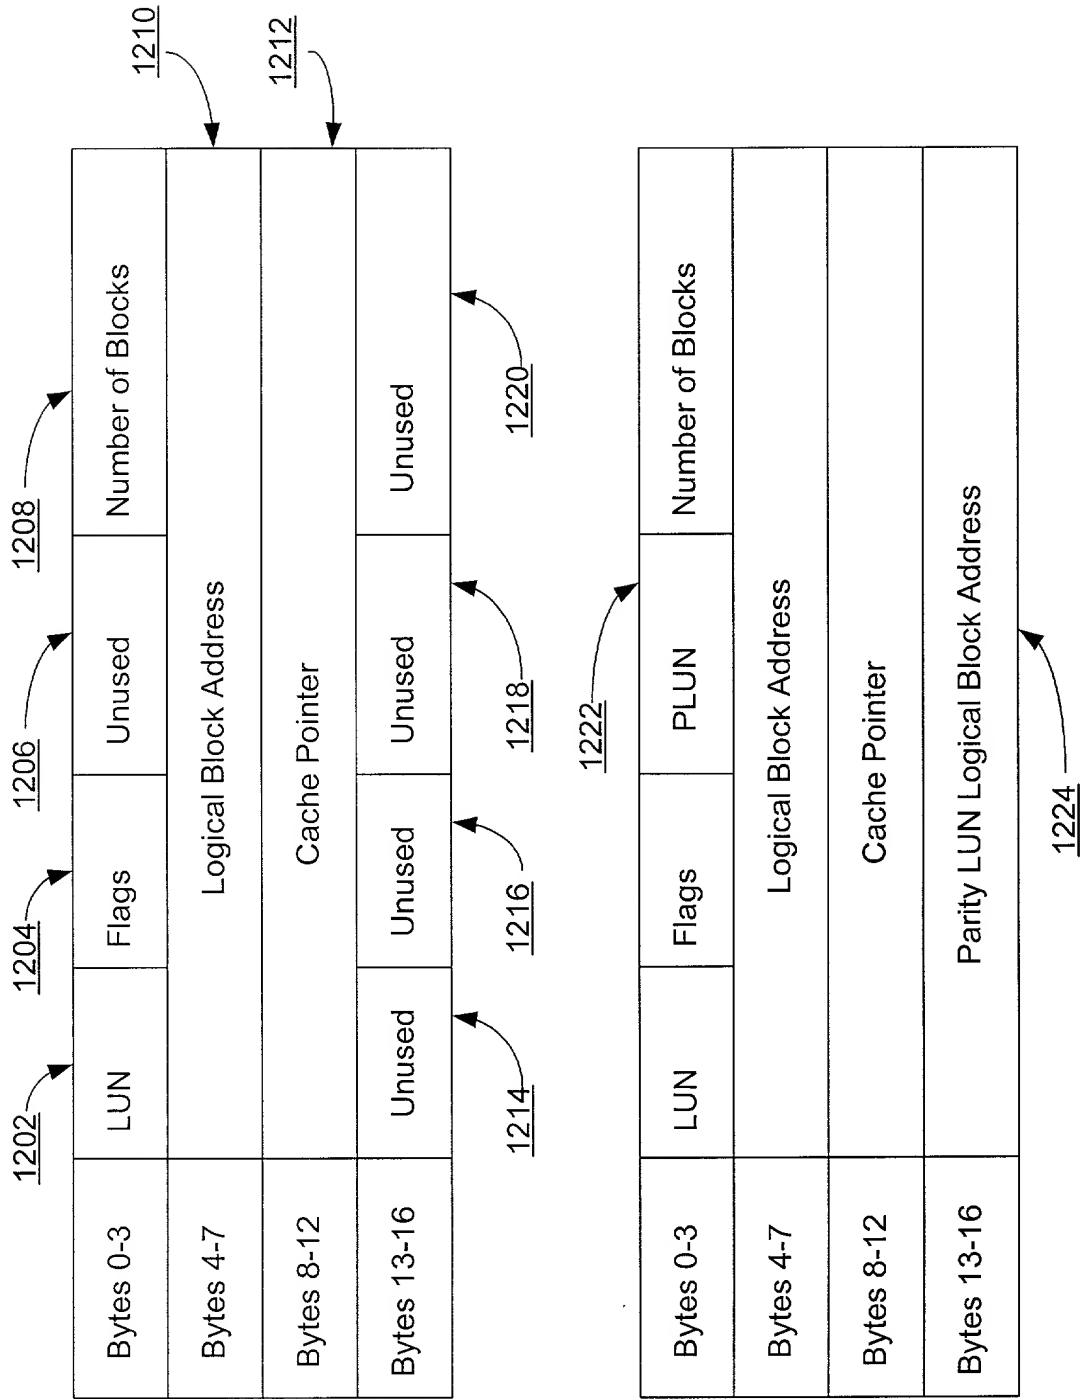 1202
1204
1206
1208
1210
1212
Bytes 0-3
LUN
Flags
Unused
Number of Blocks
Bytes 4-7
Logical Block Address
Bytes 8-12
Cache Pointer
Bytes 13-16
Unused
Unused
Unused
Unused
1214
1216
1218
1220
1222
Bytes 0-3
LUN
Flags
PLUN
Number of Blocks
Bytes 4-7
Logical Block Address
Bytes 8-12
Cache Pointer
Bytes 13-16
Parity LUN Logical Block Address
1224